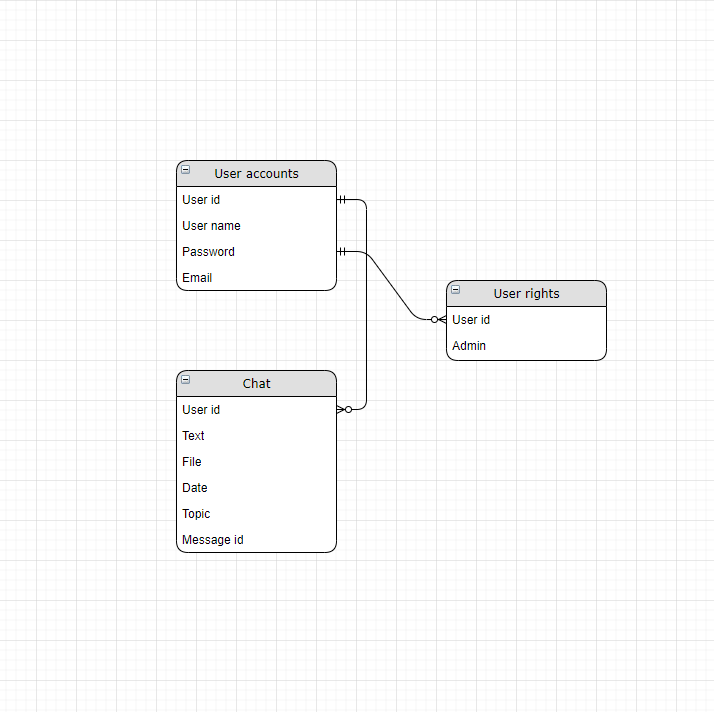 User accounts
User id
User name
Password
Email
User rights
User id
Admin
Chat
User id
Text
File
Date
Topic
Message id